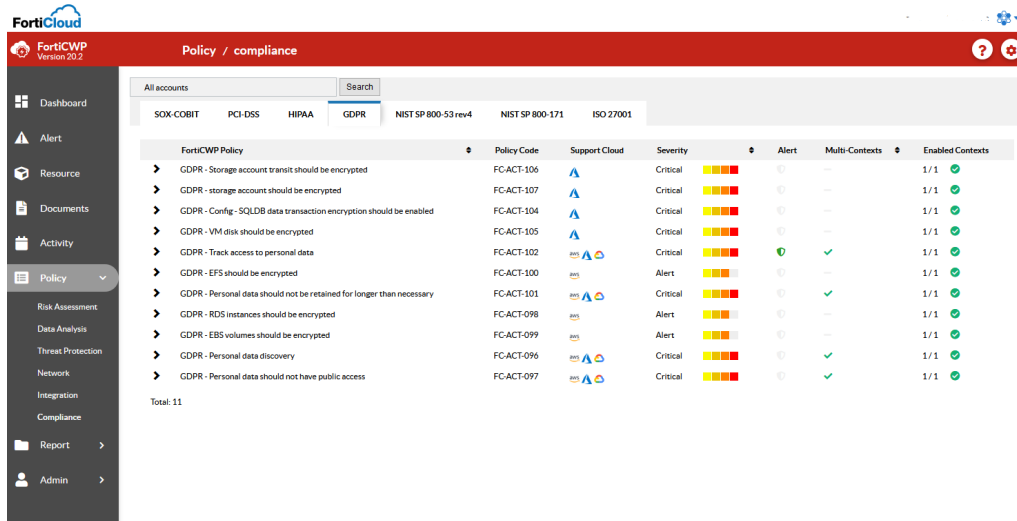 FortiCloud
FortiCWP
Version 20.2
Policy / compliance
?
Dashboard
Alert
Resource
Documents
Activity
Policy
Risk Assessment
Data Analysis
Threat Protection
Network
Integration
Compliance
Report
Admin
All accounts Search
SOX-COBIT PCI-DSS HIPAA GDPR NIST SP 800-53 rev4 NIST SP 800-171 ISO 27001
FortiCWP Policy Policy Code Support Cloud Severity Alert Multi-Contexts Enabled Contexts
GDPR - Storage account transit should be encrypted FC-ACT-106 Critical 1 / 1
GDPR - storage account should be encrypted FC-ACT-107 Critical 1 / 1
GDPR - Config - SQLDB data transaction encryption should be enabled FC-ACT-104 Critical 1 / 1
GDPR - VM disk should be encrypted FC-ACT-105 Critical 1 / 1
GDPR - Track access to personal data FC-ACT-102 aws Critical 1 / 1
GDPR - EFS should be encrypted FC-ACT-100 aws Alert 1 / 1
GDPR - Personal data should not be retained for longer than necessary FC-ACT-101 aws Critical 1 / 1
GDPR - RDS instances should be encrypted FC-ACT-098 aws Alert 1 / 1
GDPR - EBS volumes should be encrypted FC-ACT-099 aws Alert 1 / 1
GDPR - Personal data discovery FC-ACT-096 aws Critical 1 / 1
GDPR - Personal data should not have public access FC-ACT-097 aws Critical 1 / 1
Total: 11